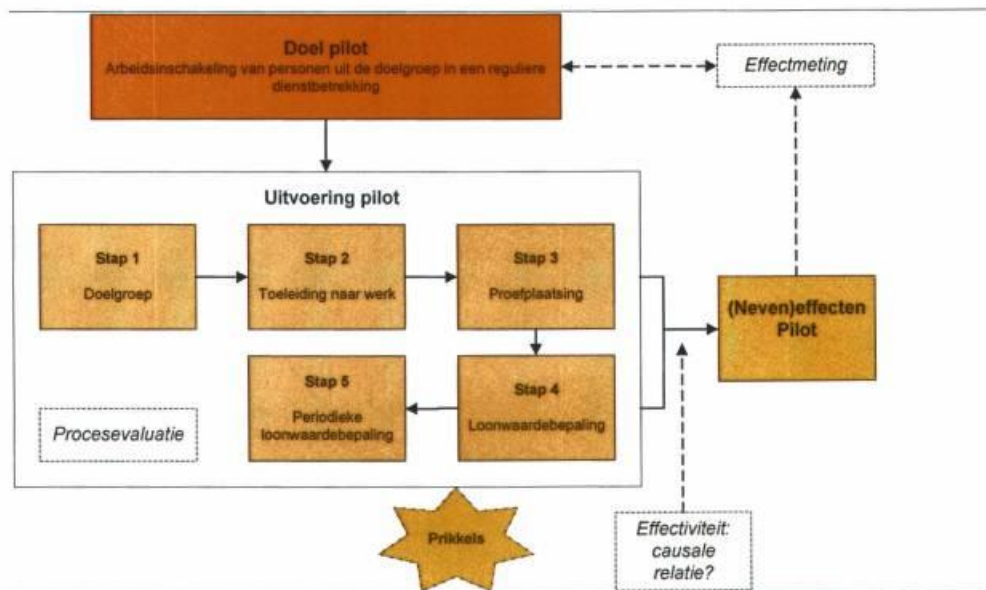 Doel pilot
Arbeidsinschakeling van personen uit de doelgroep in een reguliere
dienstbetrekking
Effectmeting
Uitvoering pilot
Stap 1
Doelgroep
Stap 2
Toeleiding naar werk
Stap 3
Proefplaatsing
(Neven)effecten
Pilot
Stap 5
Periodieke
loonwaardebepaling
Stap 4
Loonwaardebepaling
Procesevaluatie
Prikkels
Effectiviteit:
causale
relatie?